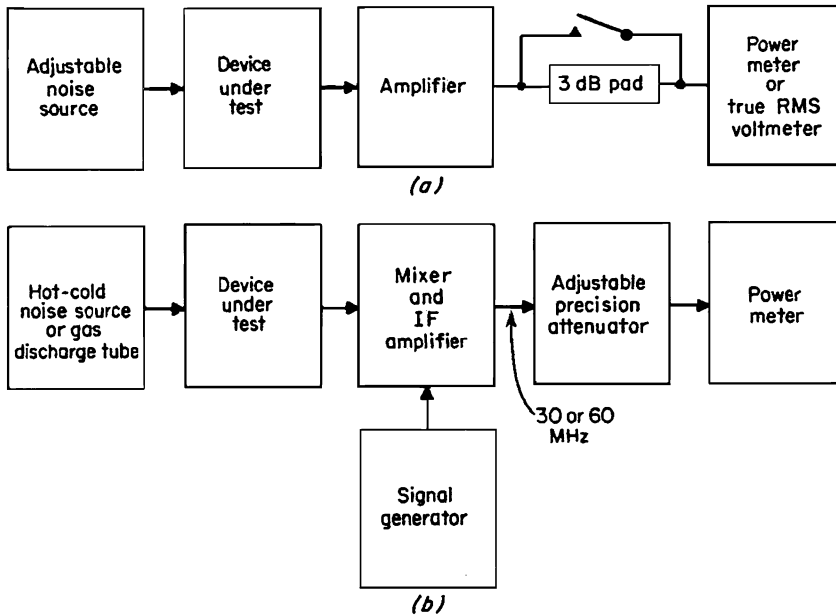 Adjustable
noise
source
Device
under
test
Amplifier
3 dB pad
Power
meter
or
true RMS
voltmeter
(a)
Hot-cold
noise source
or gas
discharge tube
Device
under
test
Mixer
and
IF
amplifier
Adjustable
precision
attenuator
Power
meter
30 or 60
MHz
Signal
generator
(b)